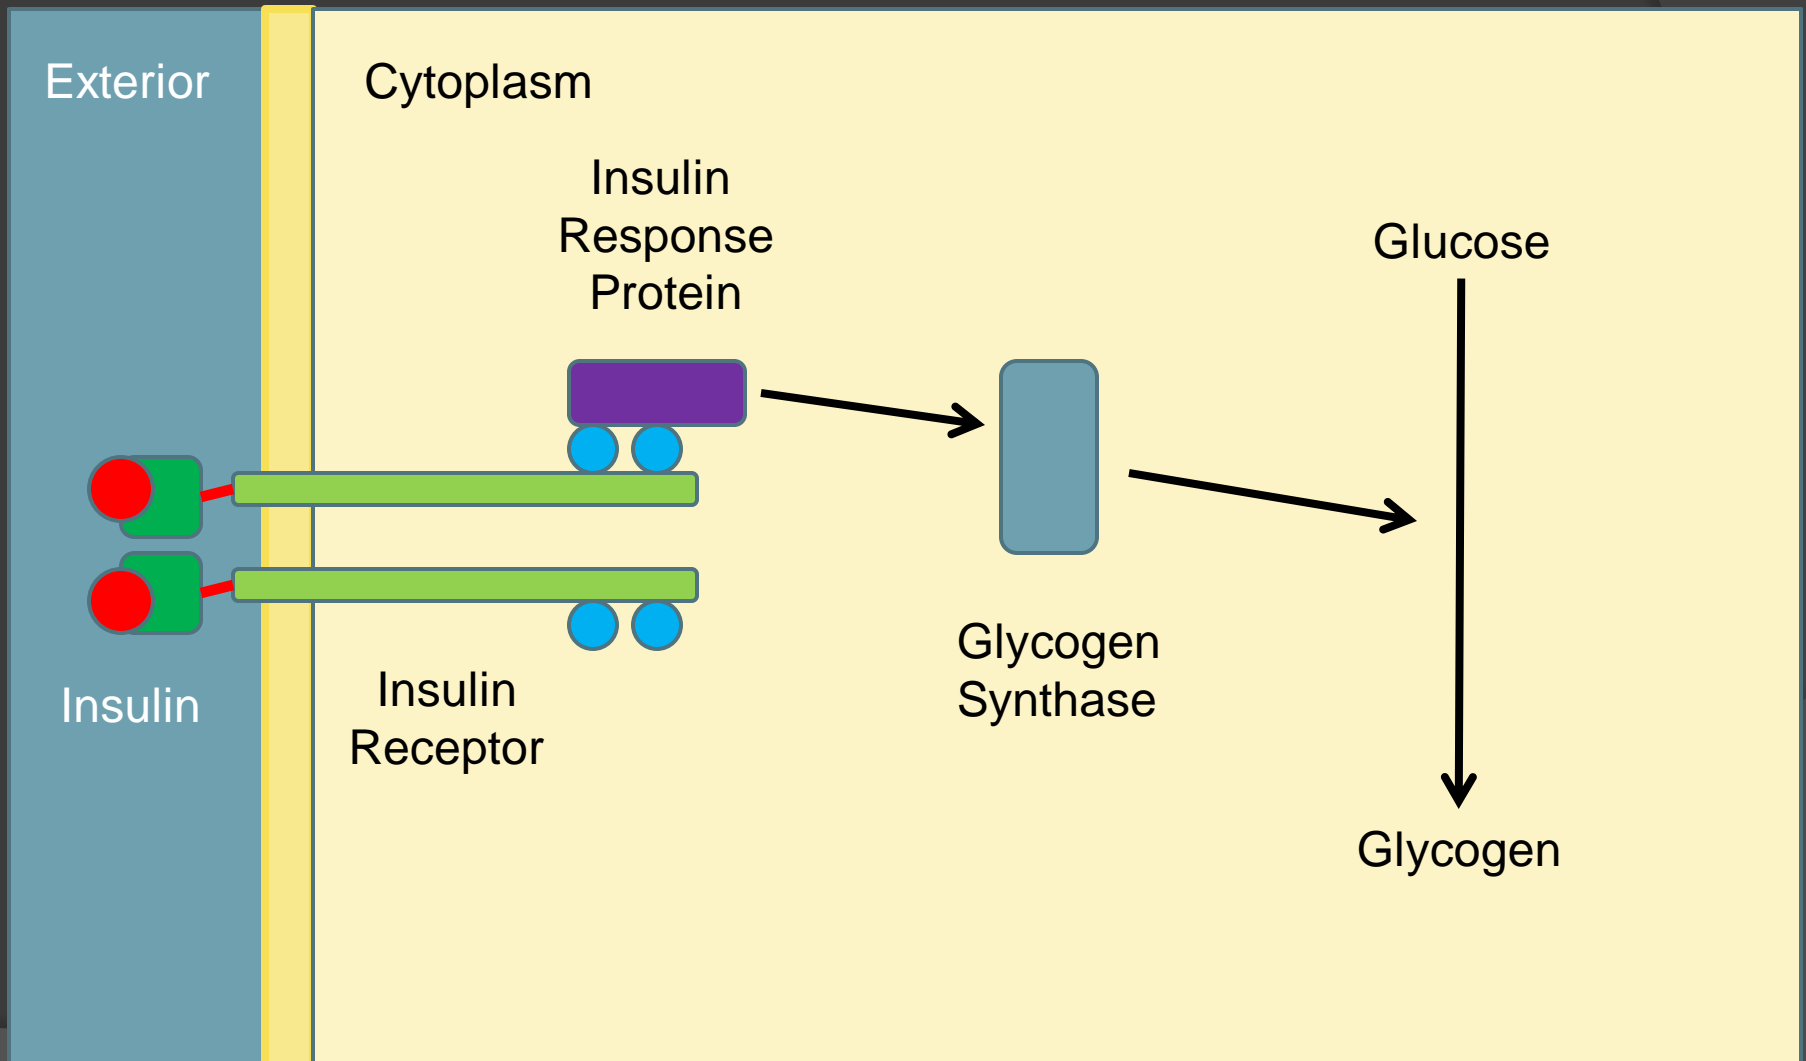 Exterior
Cytoplasm
Insulin
Response
Protein
Glucose
Glycogen
Synthase
Insulin
Insulin
Receptor
Glycogen